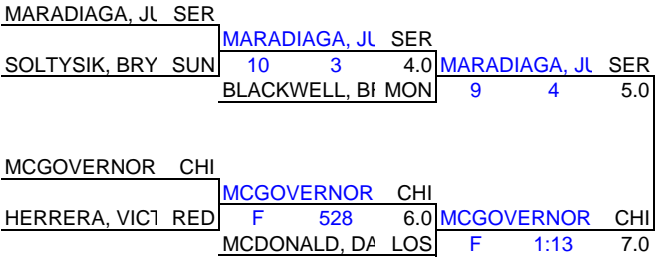 MARADIAGA, JU SER
MARADIAGA, JU SER
SOLTYSIK, BRY SUN 10 3 4.0 MARADIAGA, JU SER
BLACKWELL, BR MON 9 4 5.0
MCGOVERNOR CHI
MCGOVERNOR CHI
HERRERA, VICT RED F 528 6.0 MCGOVERNOR CHI
MCDONALD, DA LOS F 1:13 7.0